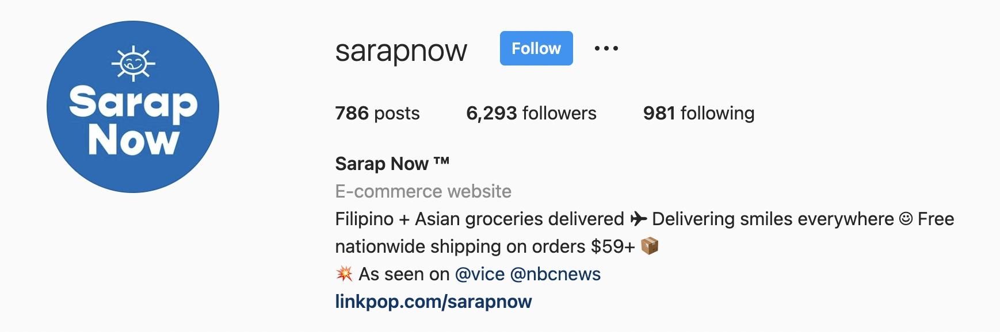 Sarap
Now
sarapnow
Follow
786 posts 6,293 followers 981 following
Sarap Now ™
E-commerce website
Filipino + Asian groceries delivered ✈ Delivering smiles everywhere ☺ Free
nationwide shipping on orders $59+ 📦
💥 As seen on @vice @nbcnews
linkpop.com/sarapnow